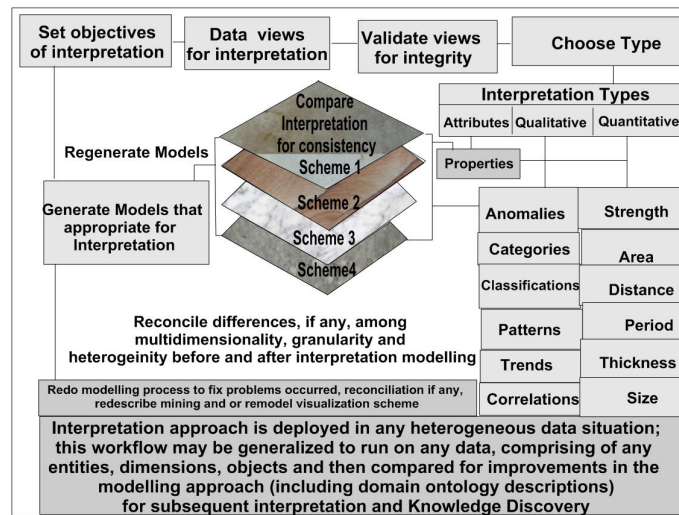 Set objectives
of interpretation
Data views
for interpretation
Validate views
for integrity
Choose Type
Interpretation Types
Attributes
Qualitative
Quantitative
Compare
Interpretation
for consistency
Scheme 1
Scheme 2
Scheme 3
Scheme4
Regenerate Models
Properties
Generate Models that
appropriate for
Interpretation
Anomalies
Categories
Classifications
Patterns
Trends
Correlations
Strength
Area
Distance
Period
Thickness
Size
Reconcile differences, if any, among
multidimensionality, granularity and
heterogeinity before and after interpretation modelling
Redo modelling process to fix problems occurred, reconciliation if any,
redescribe mining and or remodel visualization scheme
Interpretation approach is deployed in any heterogeneous data situation;
this workflow may be generalized to run on any data, comprising of any
entities, dimensions, objects and then compared for improvements in the
modelling approach (including domain ontology descriptions)
for subsequent interpretation and Knowledge Discovery